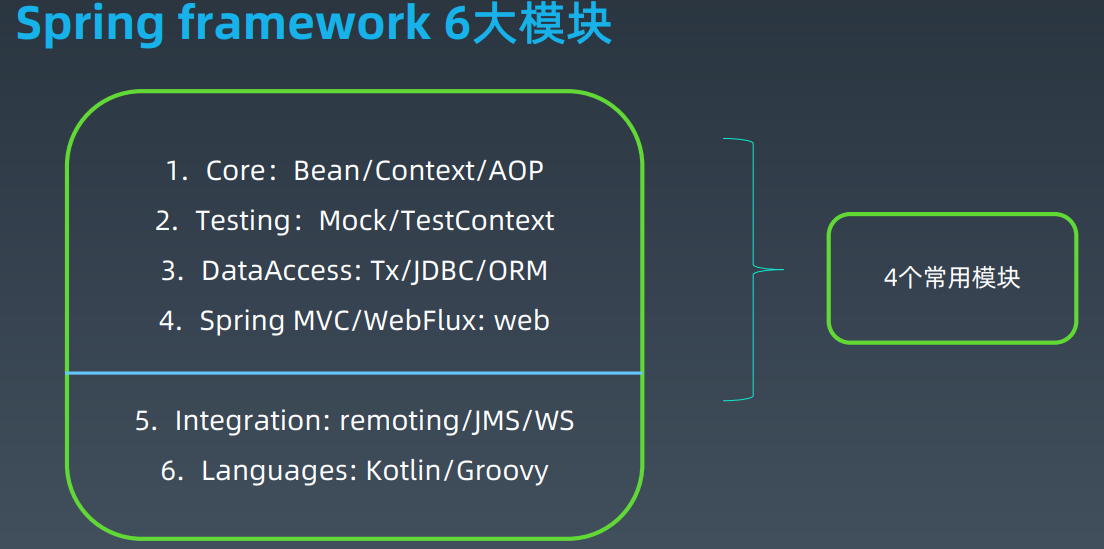 Spring framework 6大模块
1. Core：Bean/Context/AOP
2. Testing：Mock/TestContext
3. DataAccess: Tx/JDBC/ORM
4. Spring MVC/WebFlux: web
4个常用模块
5. Integration: remoting/JMS/WS
6. Languages: Kotlin/Groovy